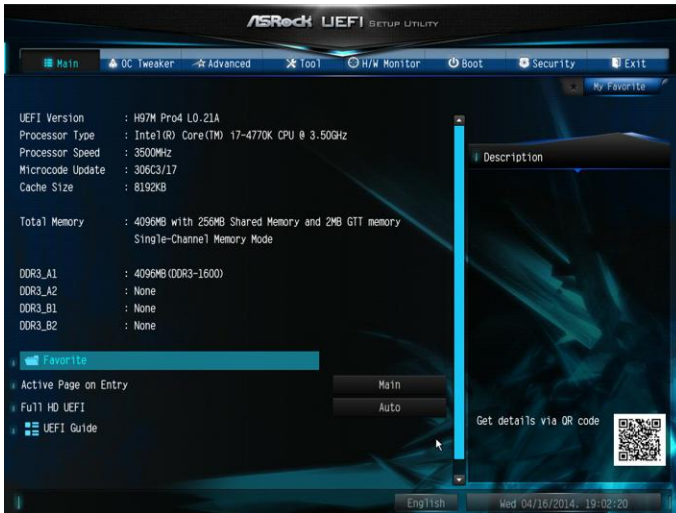 ASRock UEFI SETUP UTILITY
Main OC Tweaker Advanced Tool H/W Monitor Boot Security Exit
My Favorite
UEFI Version : H97M Pro4 L0.21A
Processor Type : Intel(R) Core(TM) i7-4770K CPU @ 3.50GHz
Processor Speed : 3500MHz
Microcode Update : 306C3/17
Cache Size : 8192KB
Total Memory : 4096MB with 256MB Shared Memory and 2MB GTT memory
Single-Channel Memory Mode
DDR3_A1 : 4096MB(DDR3-1600)
DDR3_A2 : None
DDR3_B1 : None
DDR3_B2 : None
Favorite
Active Page on Entry Main
Full HD UEFI Auto
UEFI Guide
Description
Get details via QR code
English Wed 04/16/2014. 19:02:20